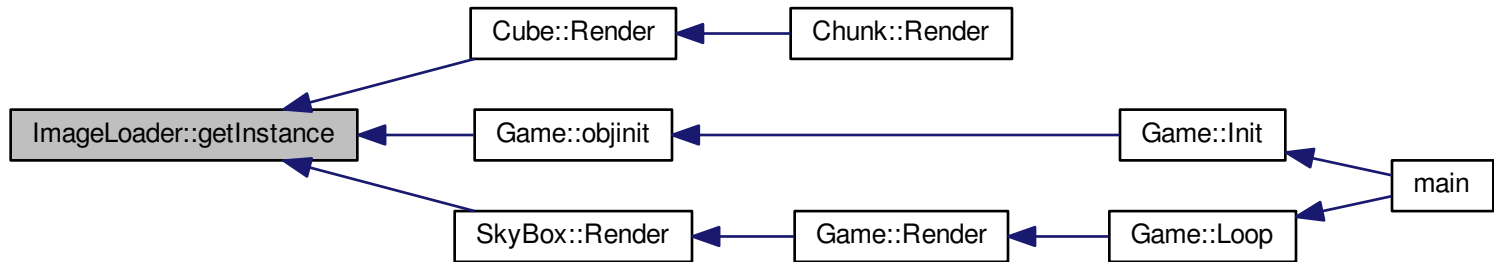 Cube::Render
Chunk::Render
ImageLoader::getInstance
Game::objinit
Game::Init
main
SkyBox::Render
Game::Render
Game::Loop